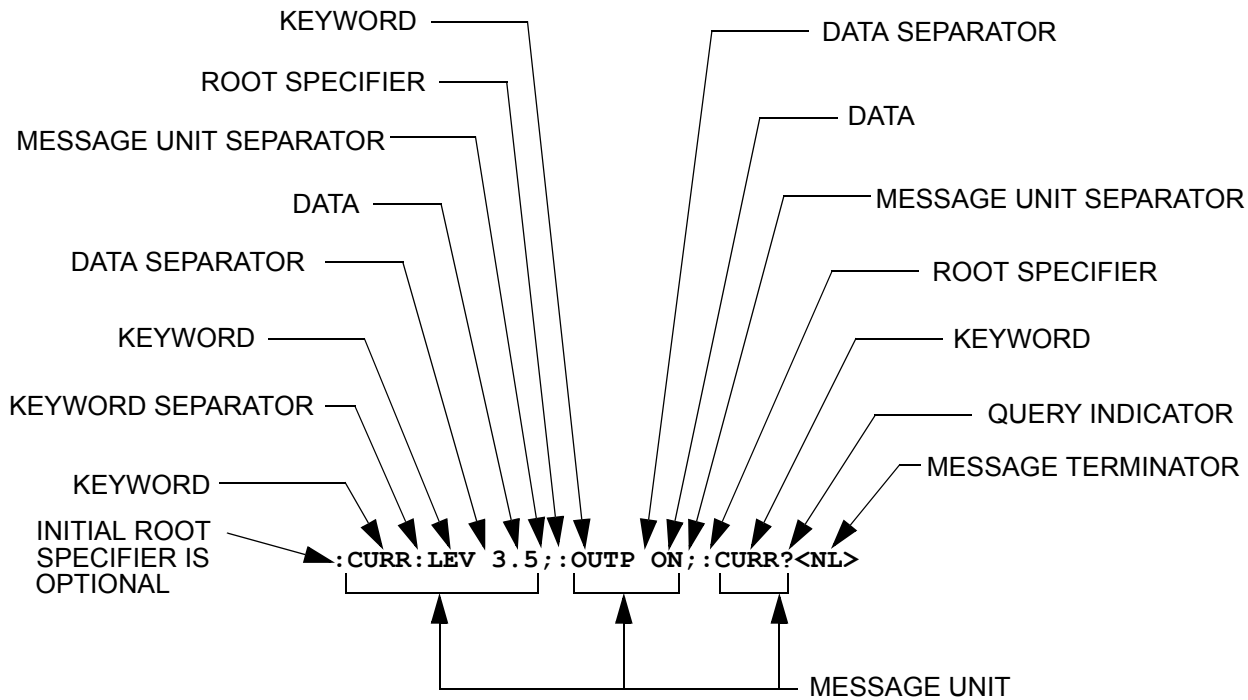 KEYWORD
DATA SEPARATOR
ROOT SPECIFIER
DATA
MESSAGE UNIT SEPARATOR
MESSAGE UNIT SEPARATOR
DATA
DATA SEPARATOR
ROOT SPECIFIER
KEYWORD
KEYWORD
KEYWORD SEPARATOR
QUERY INDICATOR
MESSAGE TERMINATOR
KEYWORD
INITIAL ROOT
SPECIFIER IS
OPTIONAL
:CURR:LEV 3.5;:OUTP ON;:CURR?<NL>
MESSAGE UNIT